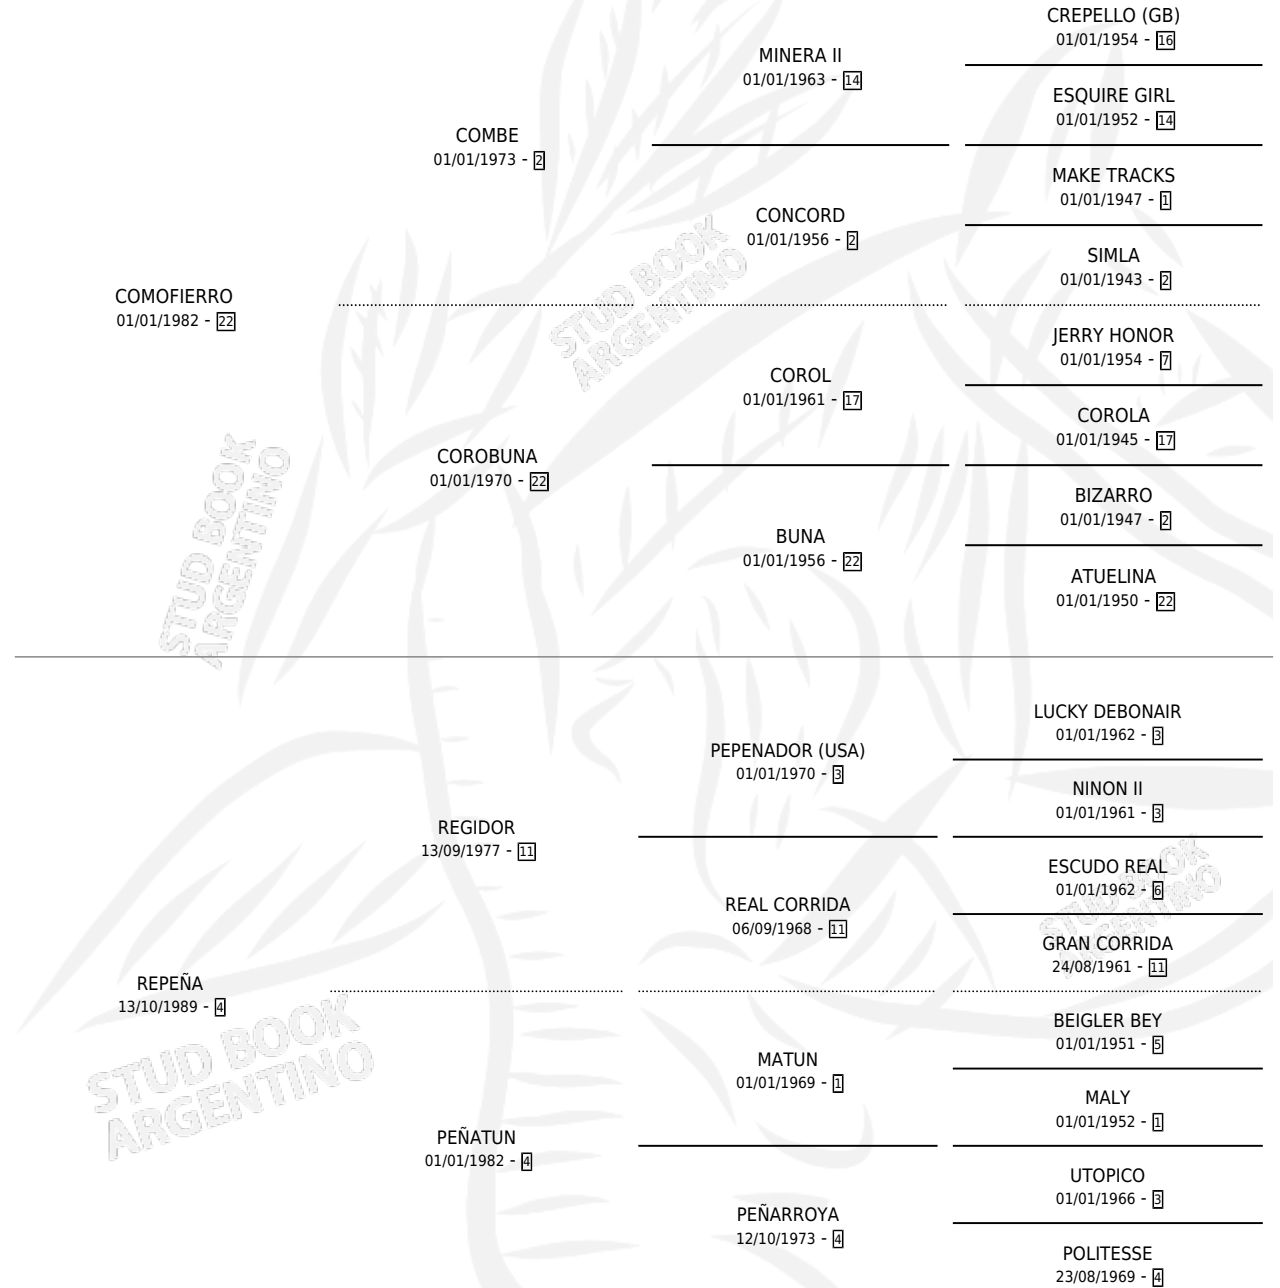 CREPELLO (GB)
01/01/1954 - 16
MINERA II
01/01/1963 - 14
ESQUIRE GIRL
01/01/1952 - 14
COMBE
01/01/1973 - 2
MAKE TRACKS
01/01/1947 - 1
CONCORD
01/01/1956 - 2
SIMLA
01/01/1943 - 2
COMOFIERRO
01/01/1982 - 22
JERRY HONOR
01/01/1954 - 7
COROL
01/01/1961 - 17
COROLA
01/01/1945 - 17
COROBUNA
01/01/1970 - 22
BIZARRO
01/01/1947 - 2
BUNA
01/01/1956 - 22
ATUELINA
01/01/1950 - 22
STUD BOOK
ARGENTINO
STUD BOOK
ARGENTINO
LUCKY DEBONAIR
01/01/1962 - 3
PEPENADOR (USA)
01/01/1970 - 3
NINON II
01/01/1961 - 3
REGIDOR
13/09/1977 - 11
ESCUDO REAL
01/01/1962 - 6
REAL CORRIDA
06/09/1968 - 11
GRAN CORRIDA
24/08/1961 - 11
REPEÑA
13/10/1989 - 4
BEIGLER BEY
01/01/1951 - 5
MATUN
01/01/1969 - 1
MALY
01/01/1952 - 1
PEÑATUN
01/01/1982 - 4
UTOPICO
01/01/1966 - 3
PEÑARROYA
12/10/1973 - 4
POLITESSE
23/08/1969 - 4
STUD BOOK
ARGENTINO
STUD BOOK
ARGENTINO